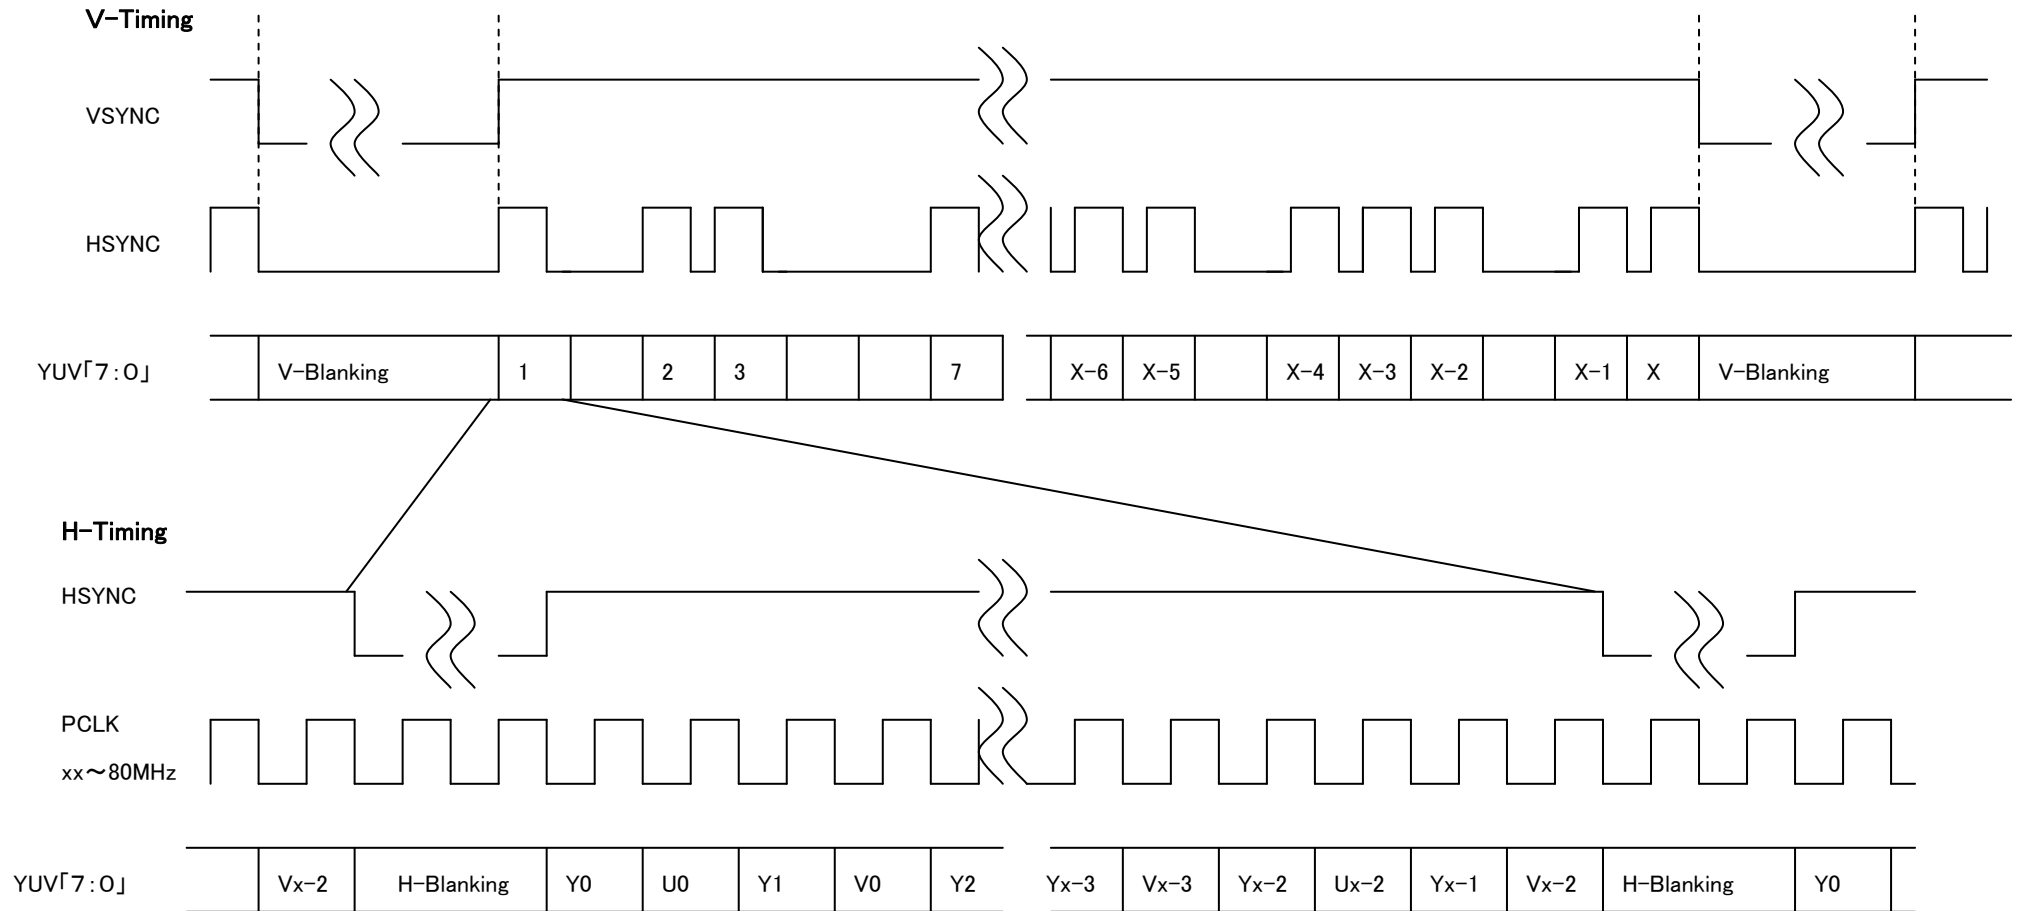 V-Timing
VSYNC
HSYNC
YUV「7:0」 V-Blanking 1 2 3 7 X-6 X-5 X-4 X-3 X-2 X-1 X V-Blanking
H-Timing
HSYNC
PCLK
xx～80MHz
YUV「7:0」 Vx-2 H-Blanking Y0 U0 Y1 V0 Y2 Yx-3 Vx-3 Yx-2 Ux-2 Yx-1 Vx-2 H-Blanking Y0